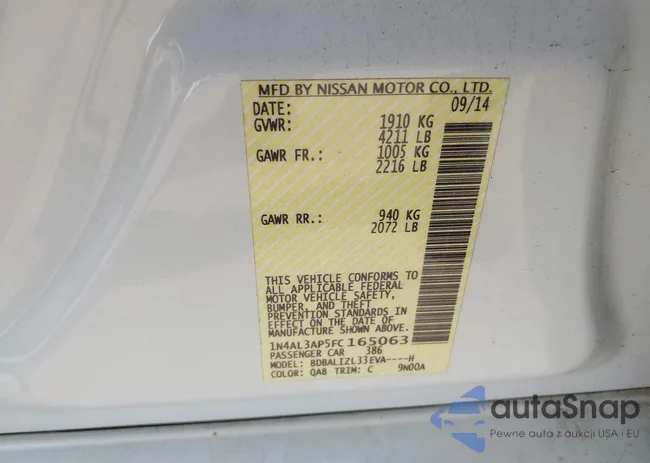 MFD BY NISSAN MOTOR CO., LTD.
DATE: 09/14
GVWR: 1910 KG
4211 LB
GAWR FR.: 1005 KG
2216 LB
GAWR RR.: 940 KG
2072 LB
THIS VEHICLE CONFORMS TO
ALL APPLICABLE FEDERAL
MOTOR VEHICLE SAFETY,
BUMPER, AND THEFT
PREVENTION STANDARDS IN
EFFECT ON THE DATE OF
MANUFACTURE SHOWN ABOVE.
1N4AL3AP5FC165063
PASSENGER CAR 386
MODEL: BDBALIZL33EVA----H
COLOR: QAB TRIM: C 9N00A
autaSnap
Pewne auta z aukcji USA i EU